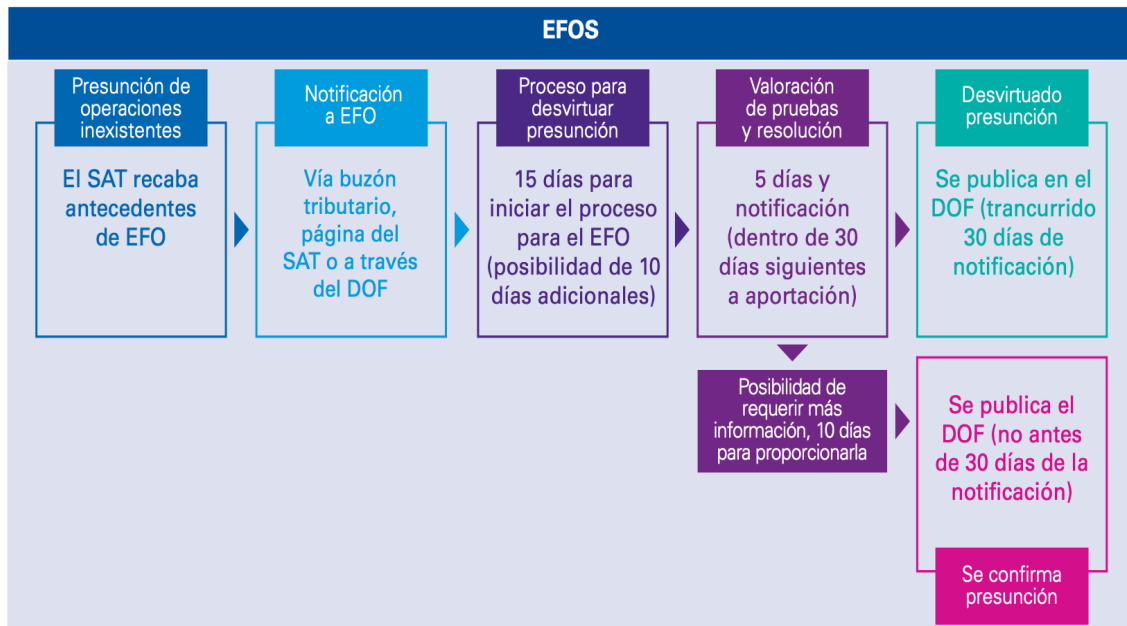 EFOS
Presunción de
operaciones
inexistentes
El SAT recaba
antecedentes
de EFO
Notificación
a EFO
Vía buzón
tributario,
página del
SAT o a través
del DOF
Proceso para
desvirtuar
presunción
15 días para
iniciar el proceso
para el EFO
(posibilidad de 10
días adicionales)
Valoración
de pruebas
y resolución
5 días y
notificación
(dentro de 30
días siguientes
a aportación)
Desvirtuado
presunción
Se publica en el
DOF (trancurrido
30 días de
notificación)
Posibilidad de
requerir más
información, 10 días
para proporcionarla
Se publica el
DOF (no antes
de 30 días de la
notificación)
Se confirma
presunción